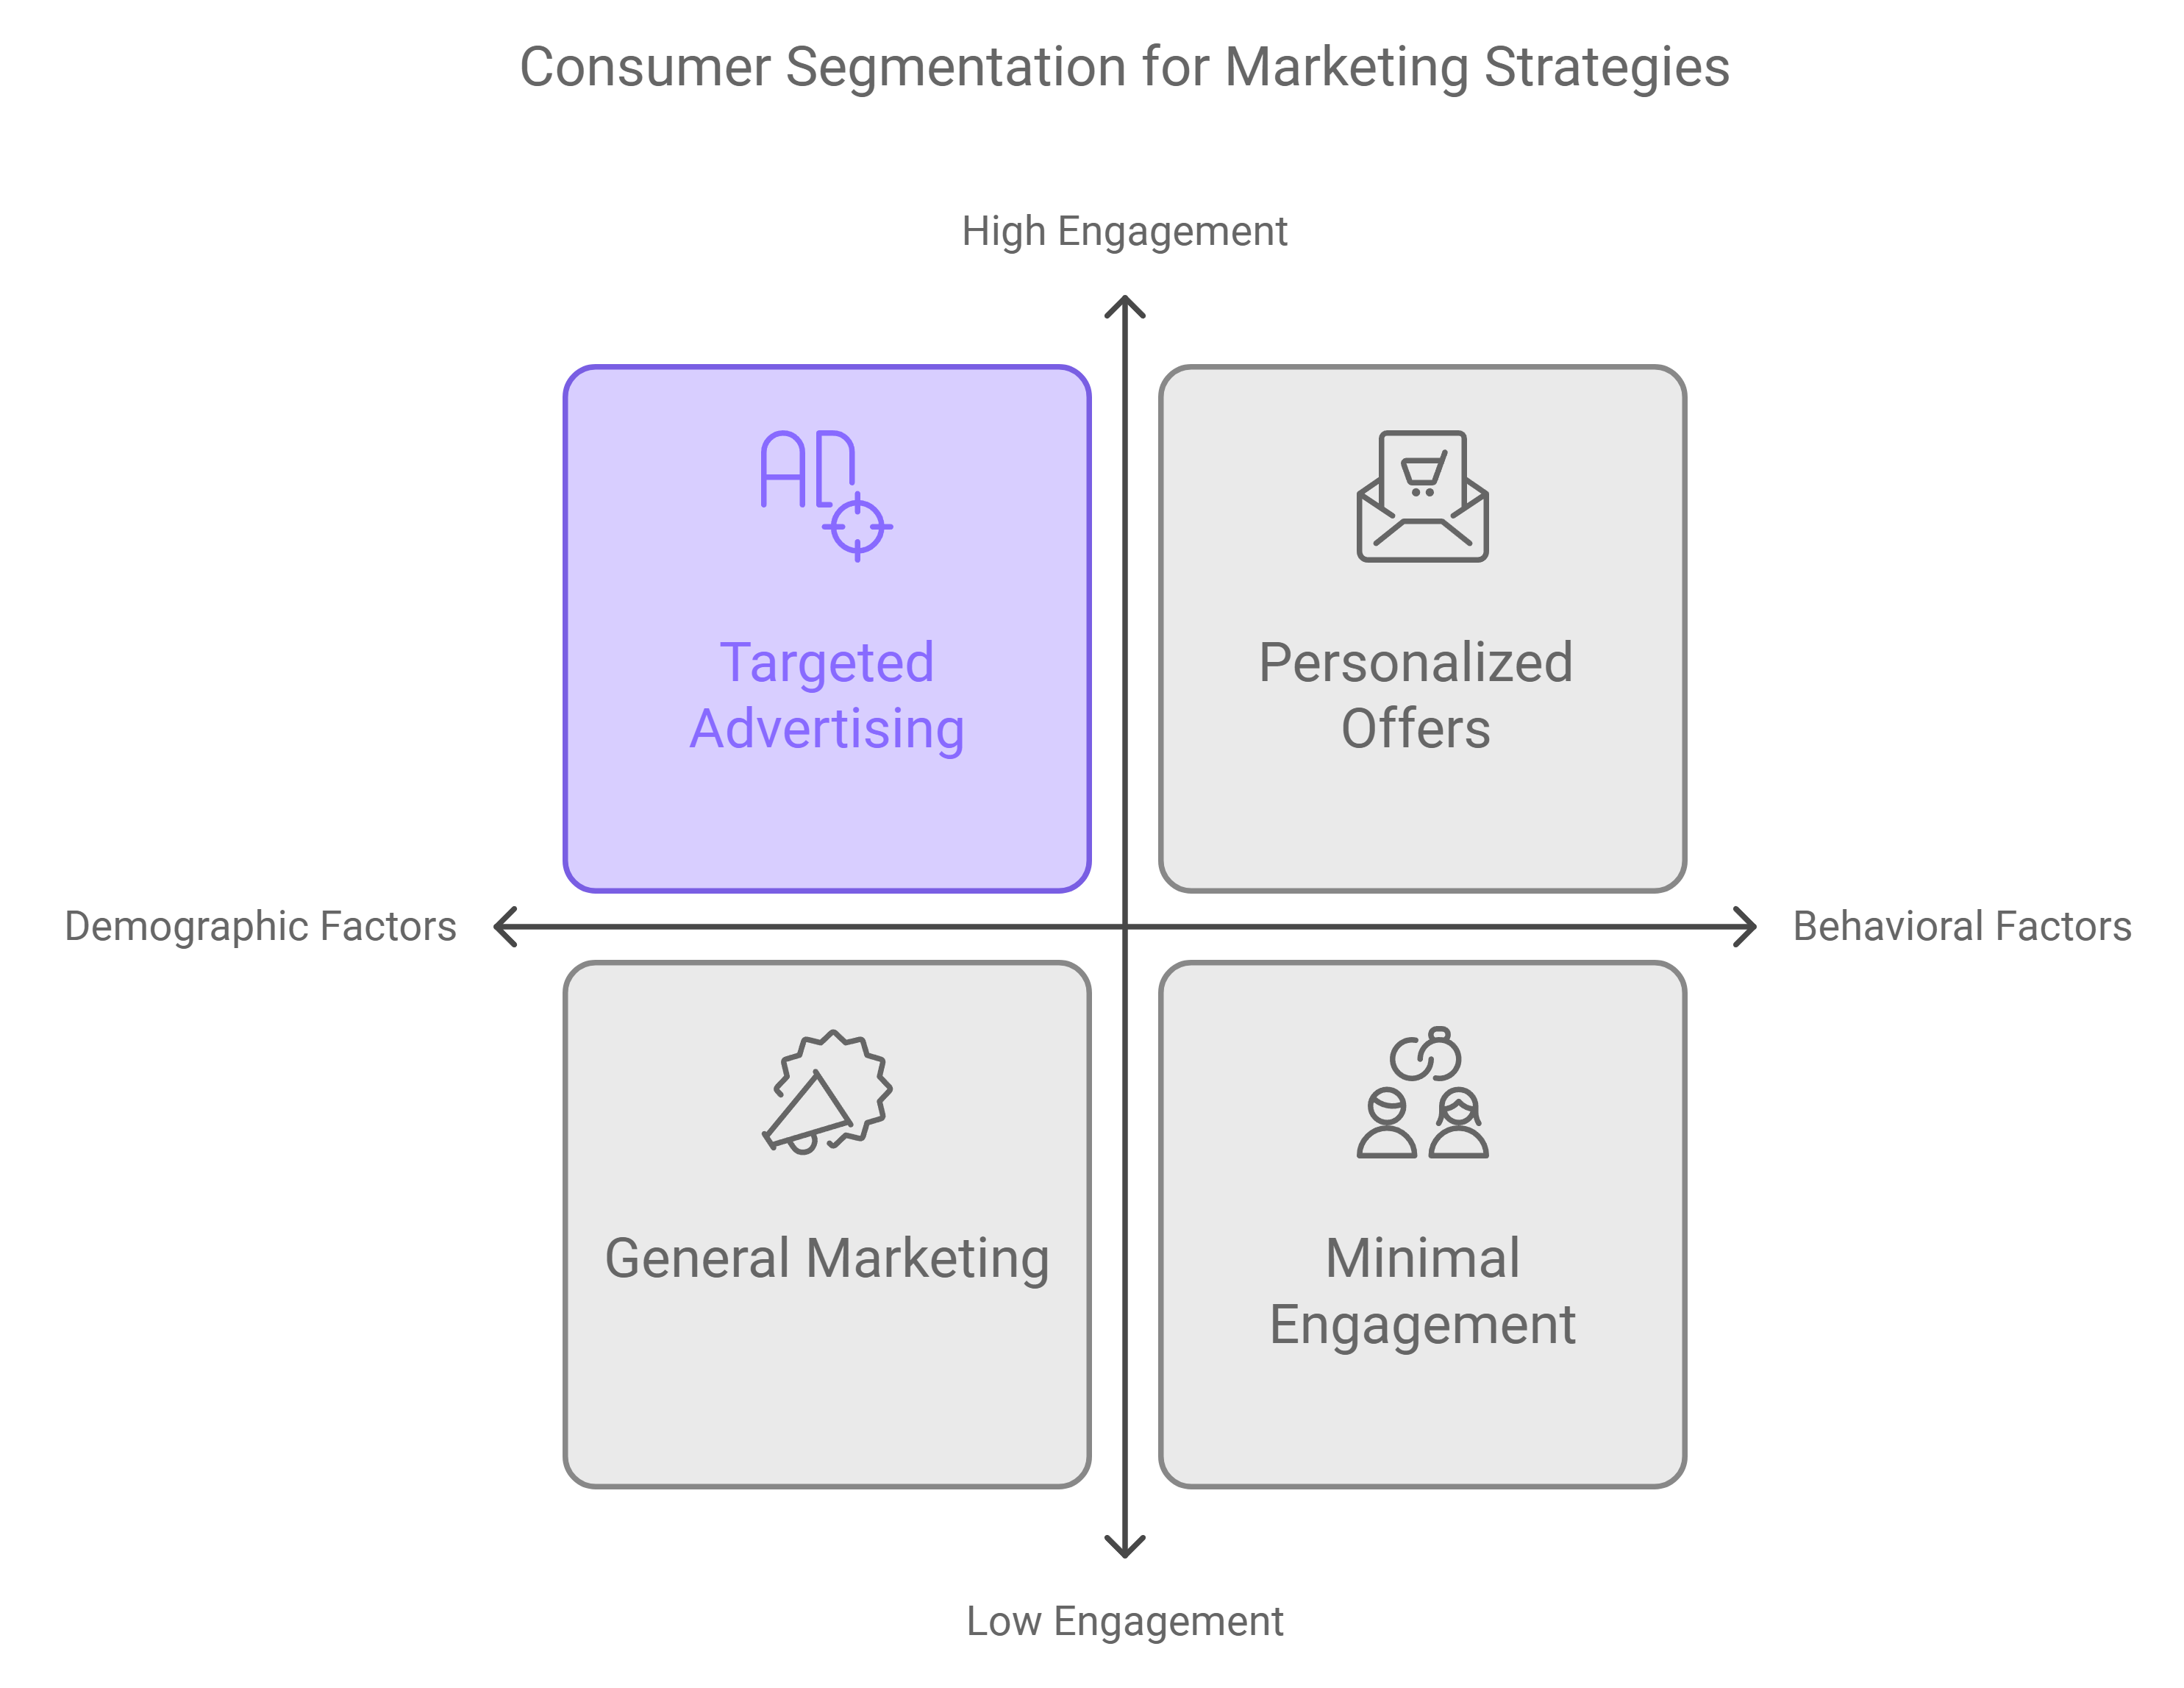 Consumer Segmentation for Marketing Strategies
High Engagement
AD
Targeted
Advertising
Personalized
Offers
Demographic Factors
Behavioral Factors
General Marketing
Minimal
Engagement
Low Engagement